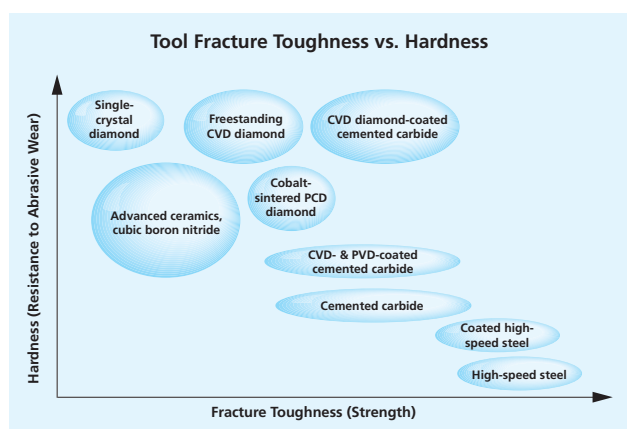 Tool Fracture Toughness vs. Hardness
Single-
crystal
diamond
Freestanding
CVD diamond
CVD diamond-coated
cemented carbide
Advanced ceramics,
cubic boron nitride
Cobalt-
sintered PCD
diamond
CVD- & PVD-coated
cemented carbide
Cemented carbide
Coated high-
speed steel
High-speed steel
Hardness (Resistance to Abrasive Wear)
Fracture Toughness (Strength)